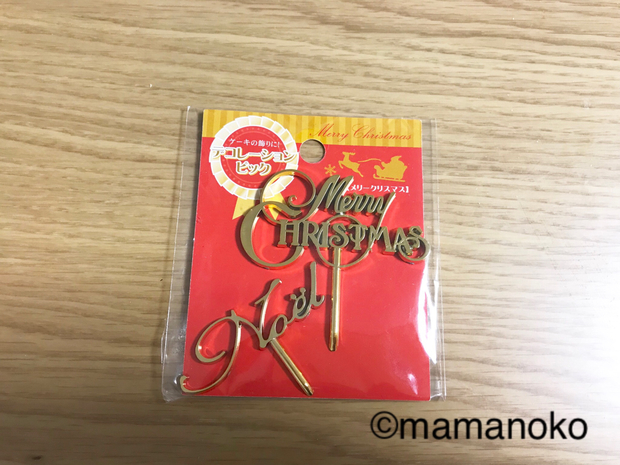 Merry Christmas
ケーキの飾りに!
デコレーション
ピック
メリークリスマス】
Merry
CHRISTMAS
Noël
©mamanoko